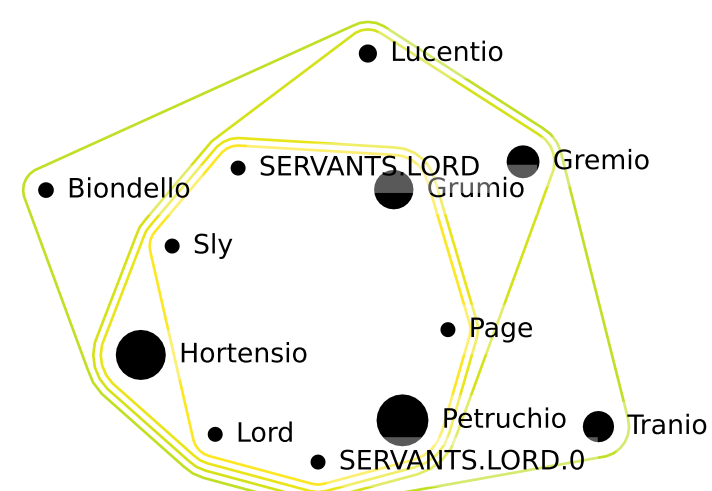 Lucentio
Gremio
SERVANTS.LORD
Biondello
Grumio
Sly
Page
Hortensio
Petruchio
Tranio
Lord
SERVANTS.LORD.0